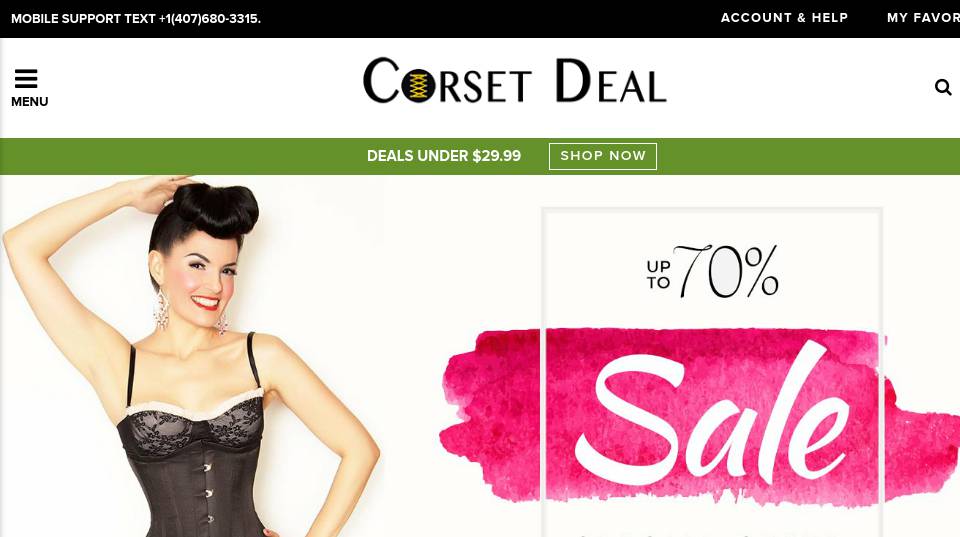 MOBILE SUPPORT TEXT +1(407)680-3315.
ACCOUNT & HELP
MY FAVOR
MENU
CORSET DEAL
DEALS UNDER $29.99
SHOP NOW
UP TO 70%
Sale